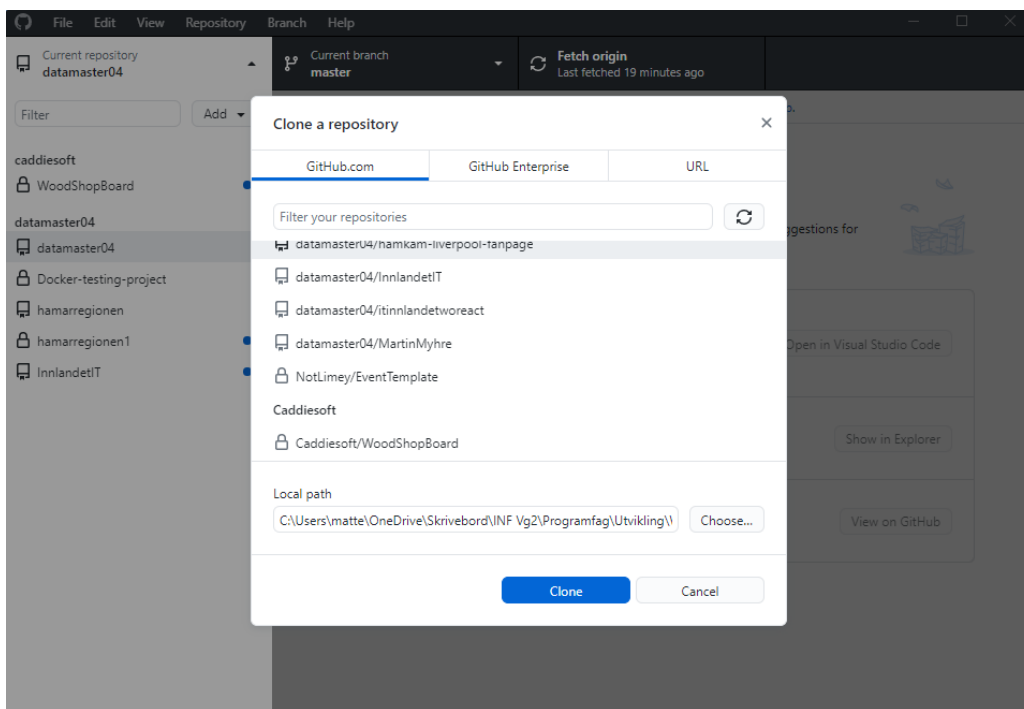 File Edit View Repository Branch Help
Current repository
datamaster04
Current branch
master
Fetch origin
Last fetched 19 minutes ago
Filter
Add
caddiesoft
WoodShopBoard
datamaster04
datamaster04
Docker-testing-project
hamarregionen
hamarregionen1
InnlandetIT
Clone a repository
GitHub.com
GitHub Enterprise
URL
Filter your repositories
datamaster04/hamkam-liverpool-fanpage
datamaster04/InnlandetIT
datamaster04/itinnlandetworeact
datamaster04/MartinMyhre
NotLimey/EventTemplate
Caddiesoft
Caddiesoft/WoodShopBoard
Local path
C:\Users\matte\OneDrive\Skrivebord\INF Vg2\Programfag\Utvikling\
Choose...
Clone
Cancel
ggestions for
Open in Visual Studio Code
Show in Explorer
View on GitHub